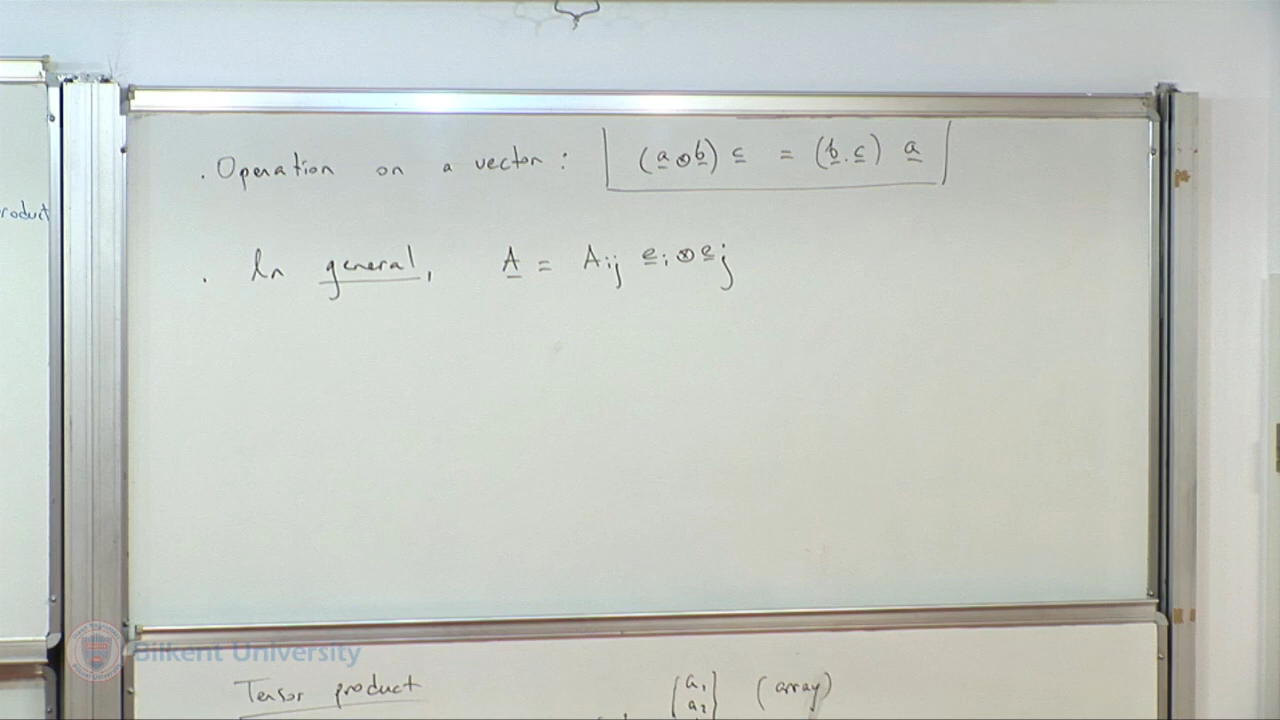 roduct
. Operation on a vector : (a⊗b) c = (b.c) a
. In general, A = Aij ei⊗ej
Bilkent University
Tensor product
a1 (array)
a2